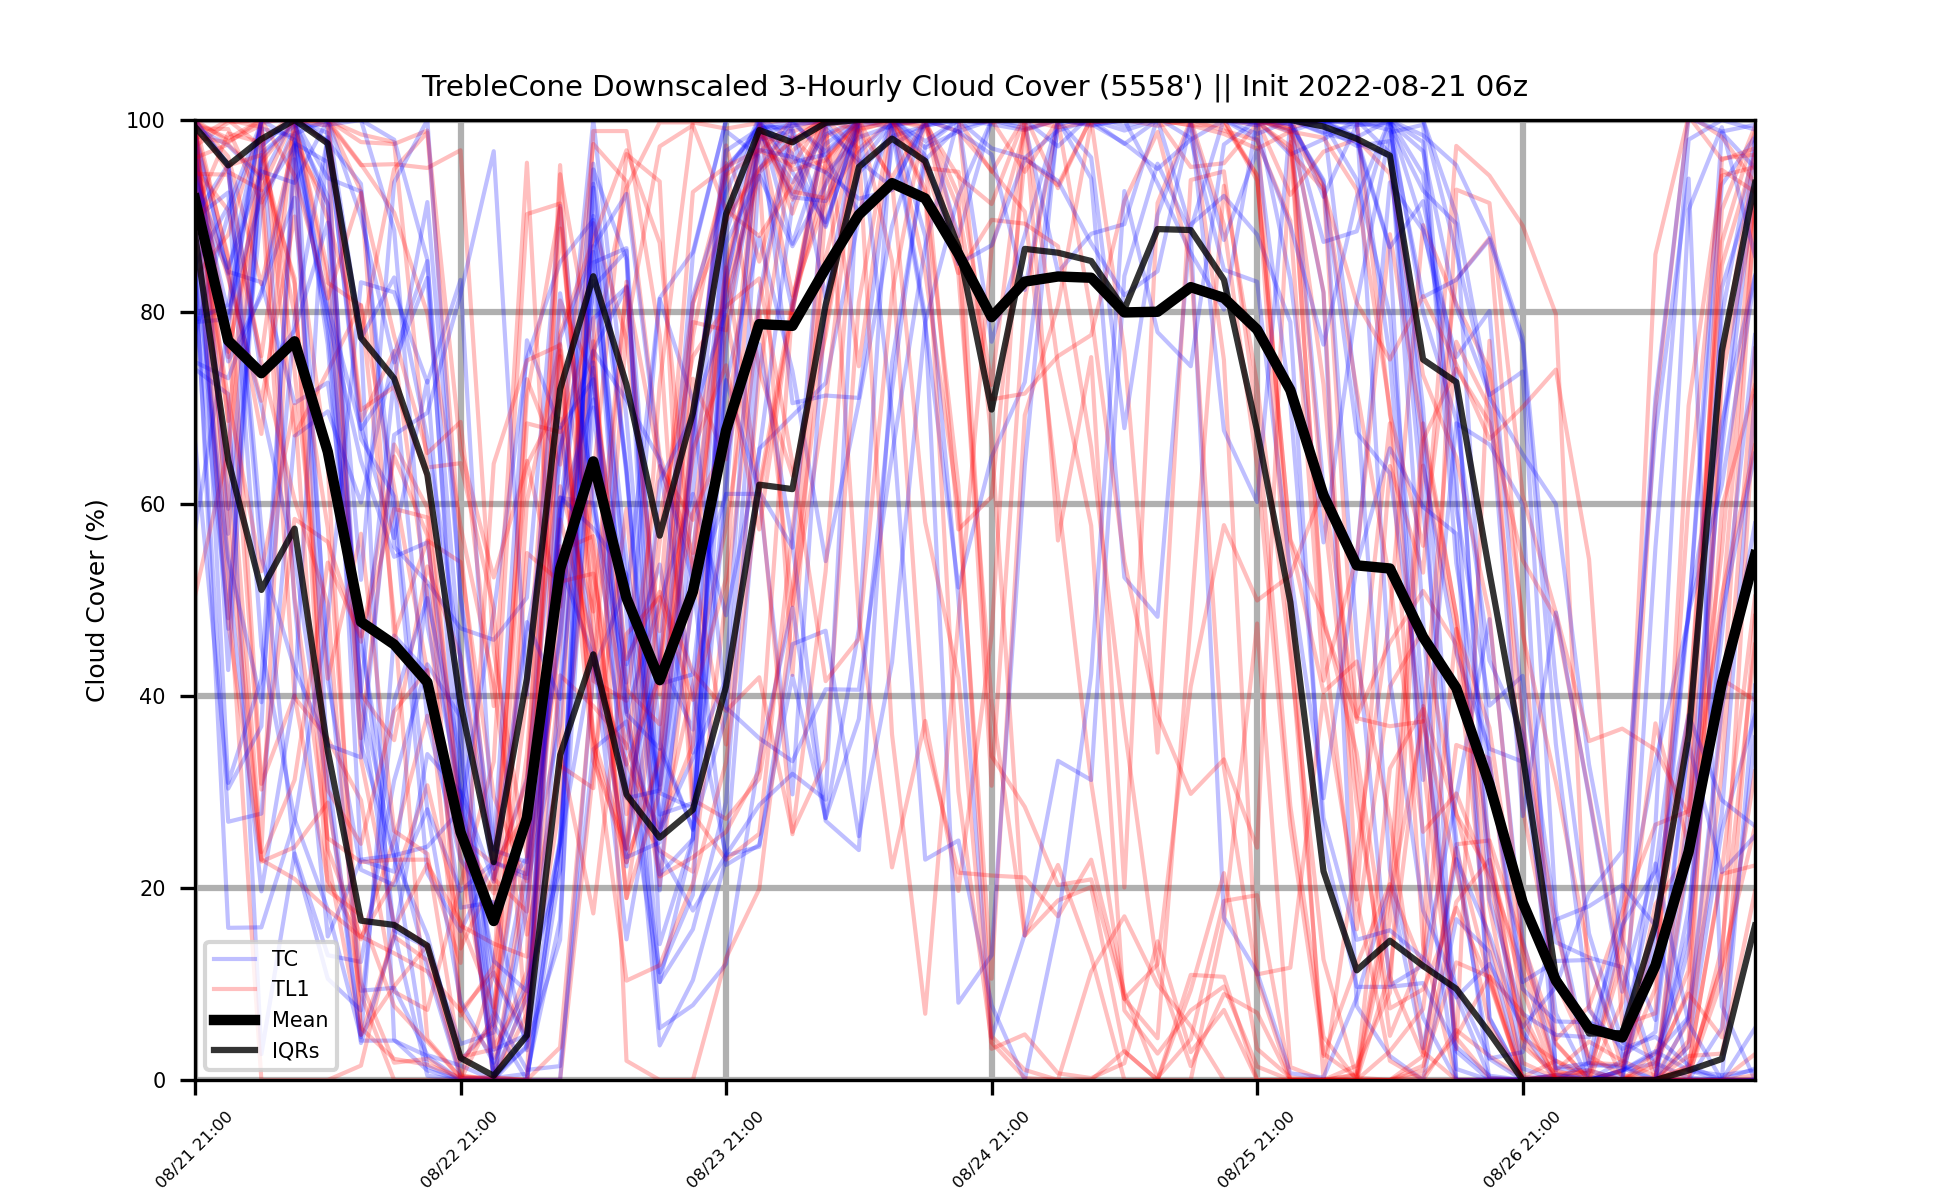 TrebleCone Downscaled 3-Hourly Cloud Cover (5558') || Init 2022-08-21 06z
Cloud Cover (%)
100
80
60
40
20
0
TC
TL1
Mean
IQRs
08/21 21:00
08/22 21:00
08/23 21:00
08/24 21:00
08/25 21:00
08/26 21:00